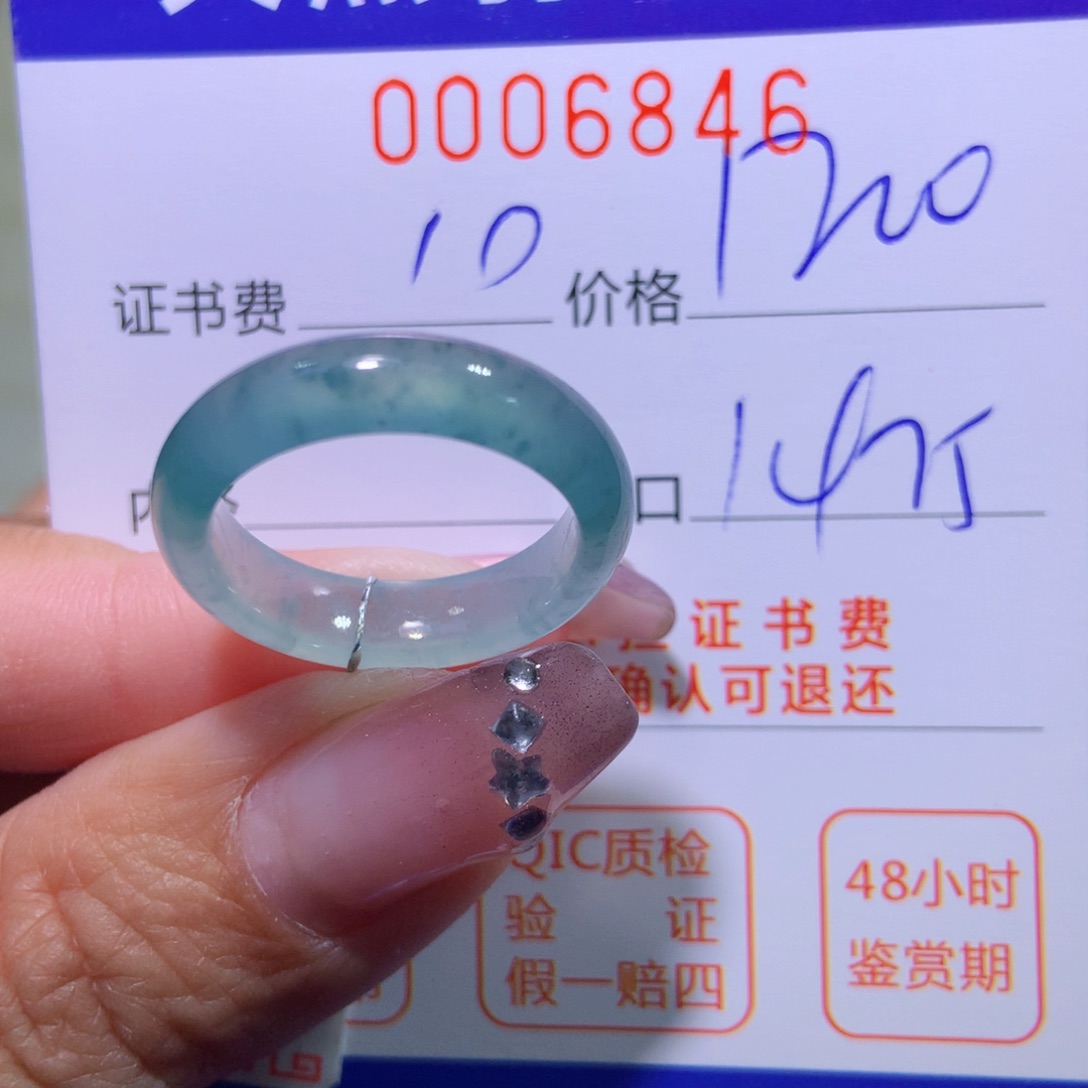 0006846
证书费 10 价格 1200
口 14
证书费
确认可退还
QIC质检
验 证
假一赔四
48小时
鉴赏期